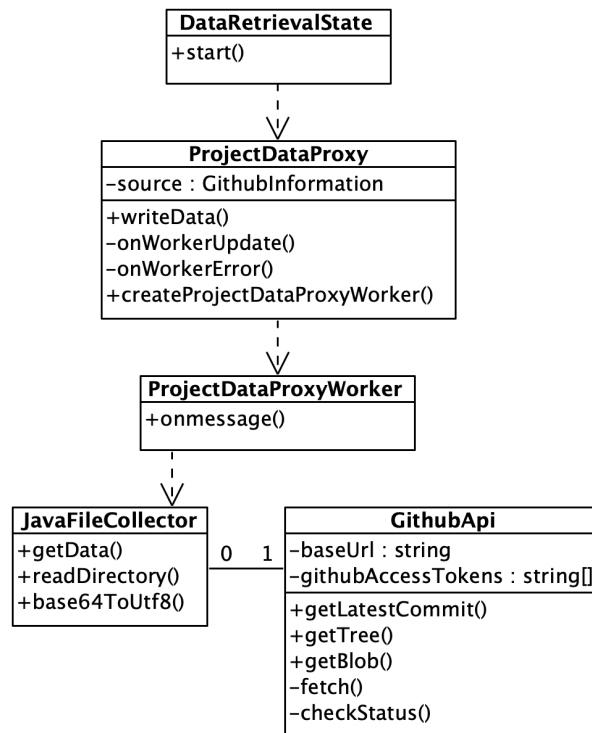 DataRetrievalState
+start()
ProjectDataProxy
-source : GithubInformation
+writeData()
-onWorkerUpdate()
-onWorkerError()
+createProjectDataProxyWorker()
ProjectDataProxyWorker
+onmessage()
JavaFileCollector
+getData()
+readDirectory()
+base64ToUtf8()
0 1
GithubApi
-baseUrl : string
-githubAccessTokens : string[]
+getLatestCommit()
+getTree()
+getBlob()
-fetch()
-checkStatus()